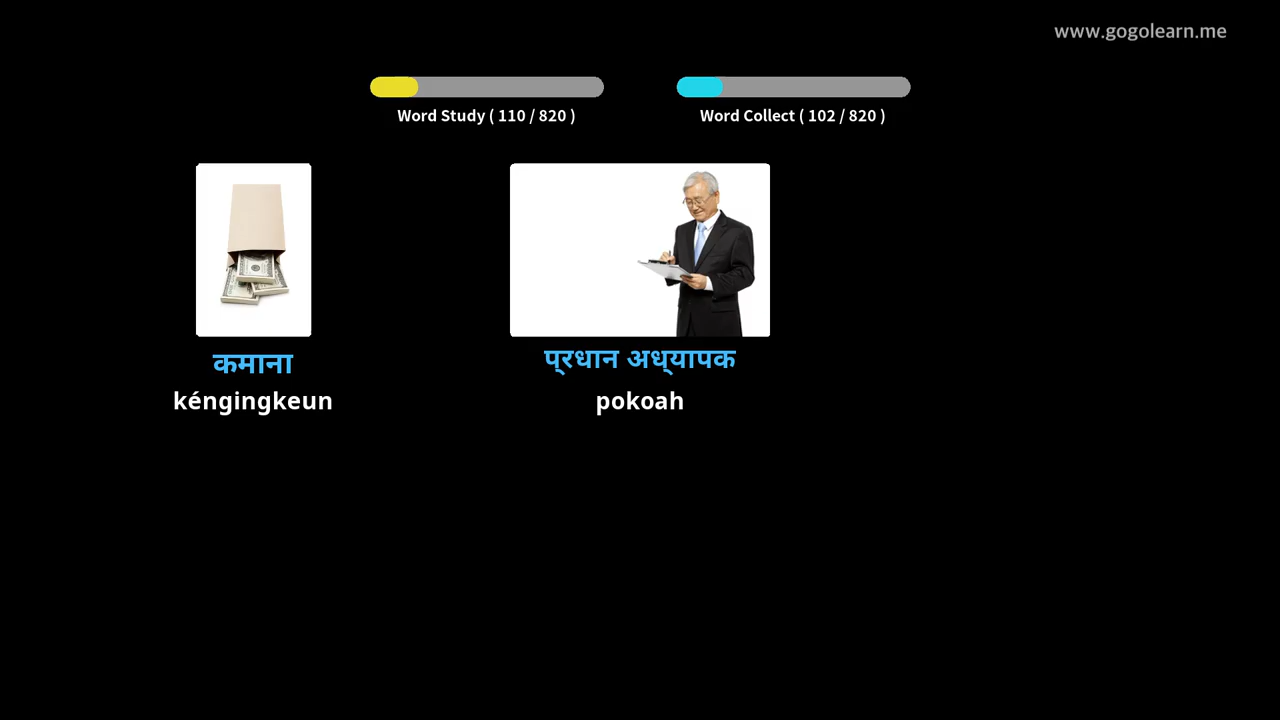 www.gogolearn.me
Word Study ( 110 / 820 )
Word Collect ( 102 / 820 )
कमाना
प्रधान अध्यापक
kéngingkeun
pokoah